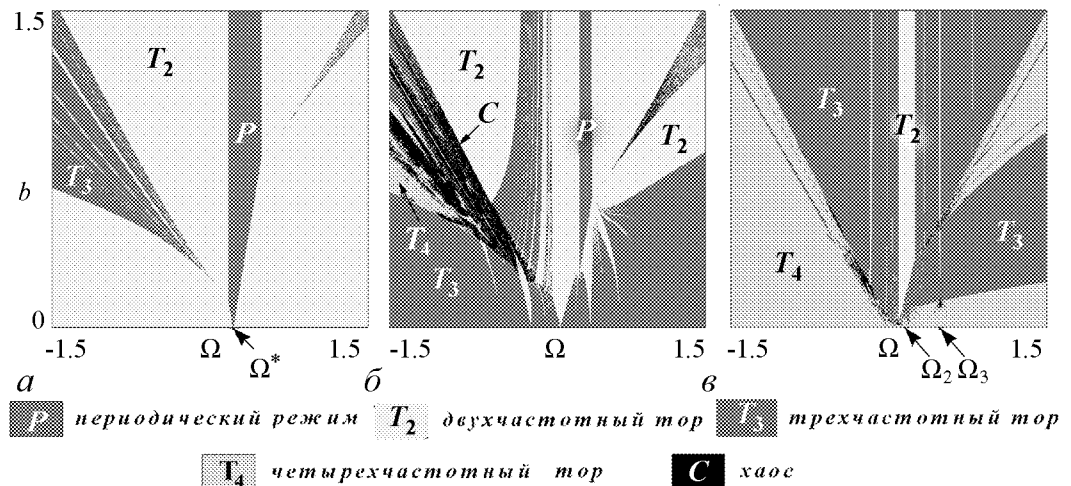 1.5
b
0
T₂
P
T₃
-1.5 Ω Ω* 1.5
а
T₂
C
P
T₂
T₄
T₃
-1.5 Ω 1.5
б
T₃
T₂
T₄
T₃
-1.5 Ω Ω₂ Ω₃ 1.5
в
P периодический режим T₂ двухчастотный тор T₃ трехчастотный тор
T₄ четырехчастотный тор C хаос